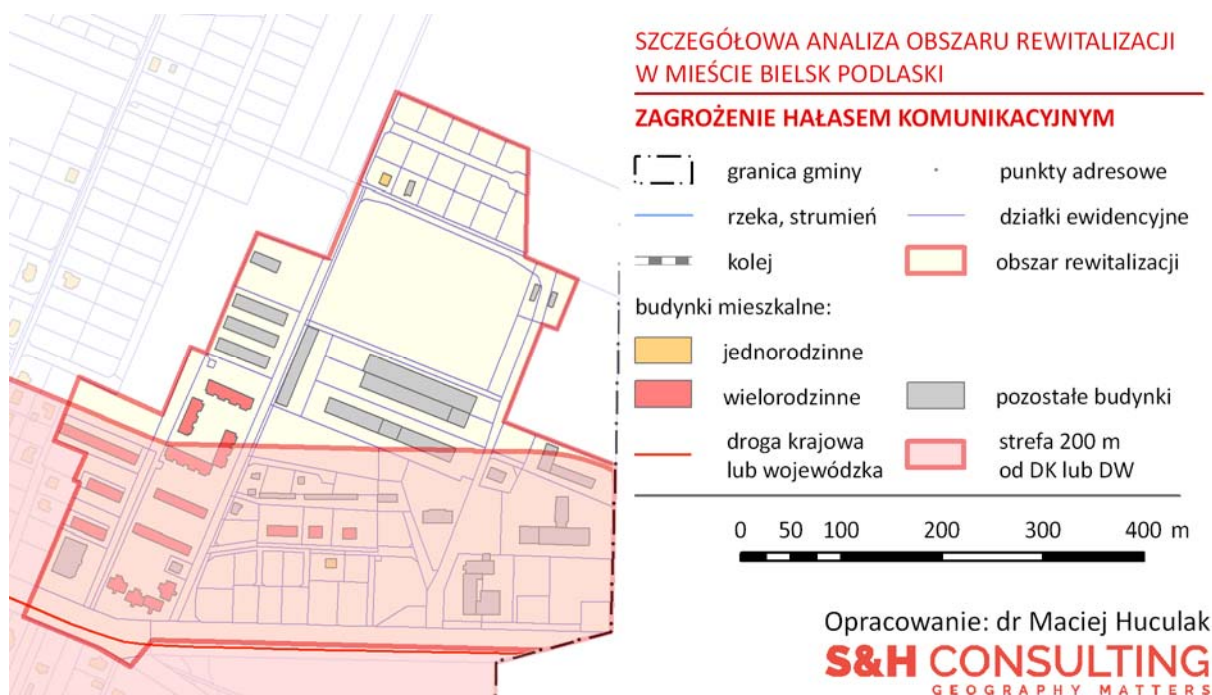 SZCZEGÓŁOWA ANALIZA OBSZARU REWITALIZACJI
W MIEŚCIE BIELSK PODLASKI
ZAGROŻENIE HAŁASEM KOMUNIKACYJNYM
granica gminy
punkty adresowe
rzeka, strumień
działki ewidencyjne
kolej
obszar rewitalizacji
budynki mieszkalne:
jednorodzinne
wielorodzinne
pozostałe budynki
droga krajowa
lub wojewódzka
strefa 200 m
od DK lub DW
0 50 100 200 300 400 m
Opracowanie: dr Maciej Huculak
S&H CONSULTING
GEOGRAPHY MATTERS